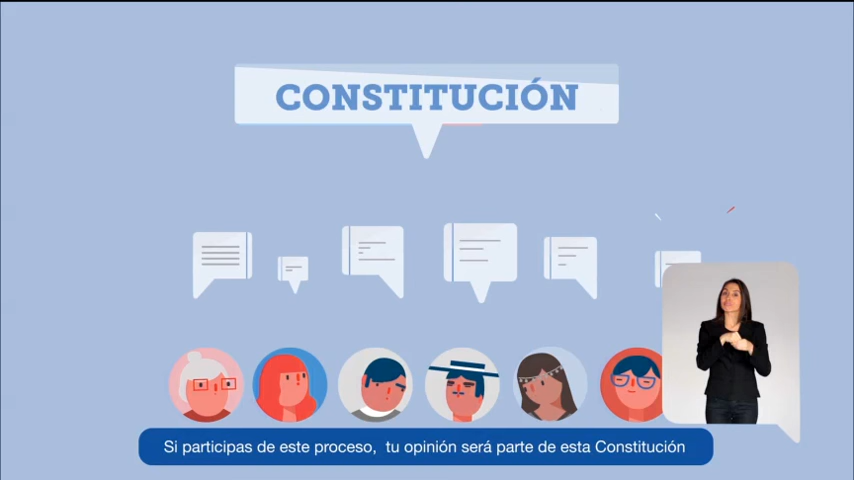 CONSTITUCIÓN
Si participas de este proceso, tu opinión será parte de esta Constitución